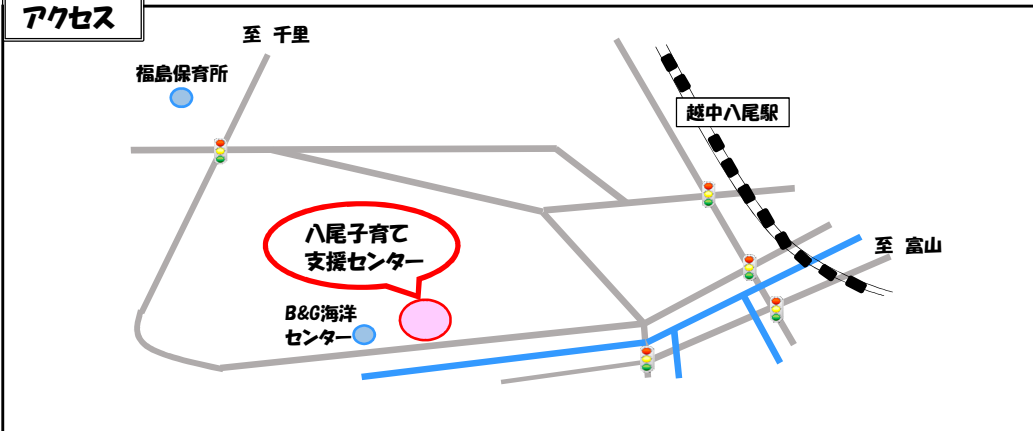 アクセス
至 千里
福島保育所
越中八尾駅
八尾子育て
支援センター
至 富山
B&G海洋
センター